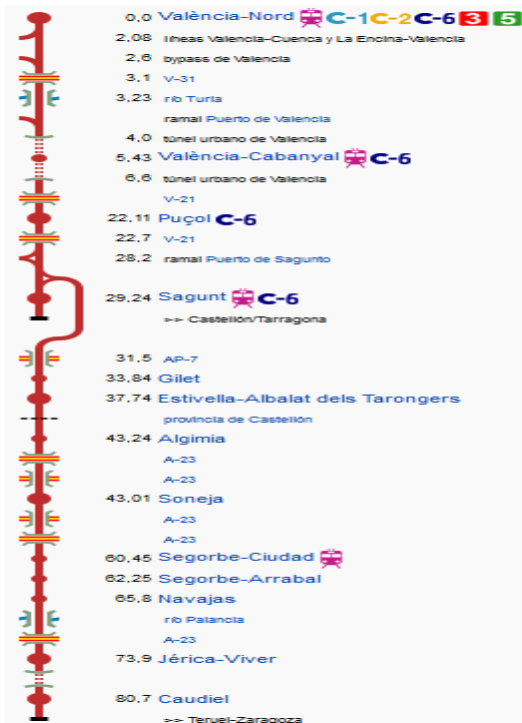 0,0 València-Nord C-1 C-2 C-6 3 5
2,08 líneas Valencia-Cuenca y La Encina-Valencia
2,6 bypass de Valencia
3,1 V-31
3,23 río Turia
ramal Puerto de Valencia
4,0 túnel urbano de Valencia
5,43 València-Cabanyal C-6
6,6 túnel urbano de Valencia
V-21
22,11 Puçol C-6
22,7 V-21
28,2 ramal Puerto de Sagunto
29,24 Sagunt C-6
>> Castellón/Tarragona
31,5 AP-7
33,84 Gilet
37,74 Estivella-Albalat dels Tarongers
provincia de Castellón
43,24 Algimia
A-23
A-23
43,01 Soneja
A-23
A-23
60,45 Segorbe-Ciudad
62,25 Segorbe-Arrabal
65,8 Navajas
río Palancia
A-23
73,9 Jérica-Viver
80,7 Caudiel
>> Teruel-Zaragoza